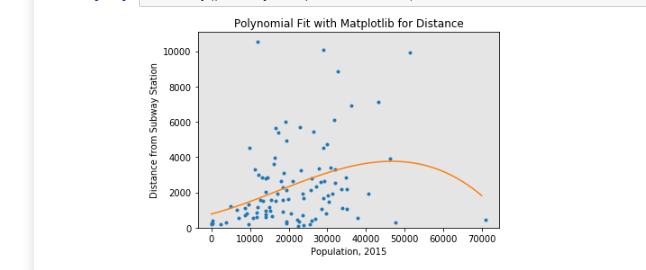 Polynomial Fit with Matplotlib for Distance
10000
8000
6000
4000
2000
0
Distance from Subway Station
0 10000 20000 30000 40000 50000 60000 70000
Population, 2015